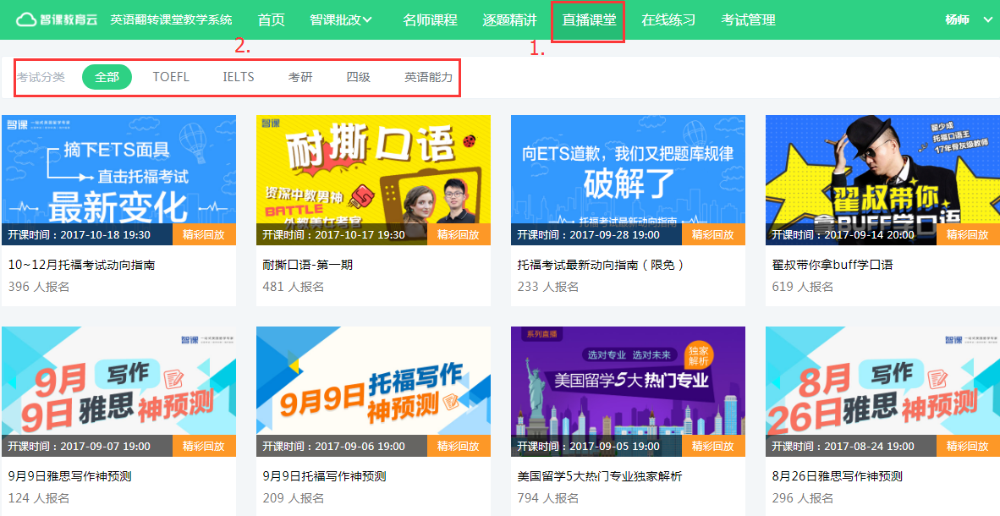 智课教育云 英语翻转课堂教学系统 首页 智课批改 名师课程 逐题精讲 直播课堂 在线练习 考试管理 杨师
2. 1.
考试分类 全部 TOEFL IELTS 考研 四级 英语能力
智课
摘下ETS面具
直击托福考试
最新变化
开课时间：2017-10-18 19:30 精彩回放
10~12月托福考试动向指南
396 人报名
智课
耐撕口语
资深中教男神
BATTLE
外教美女考官
开课时间：2017-10-17 19:30 精彩回放
耐撕口语-第一期
481 人报名
向ETS道歉，我们又把题库规律
破解了
托福考试最新动向指南
开课时间：2017-09-28 19:00 精彩回放
托福考试最新动向指南（限免）
233 人报名
翟少成
托福口语王
17年骨灰级教师
翟叔带你
拿BUFF学口语
开课时间：2017-09-14 20:00 精彩回放
翟叔带你拿buff学口语
619 人报名
智课
9月 写作
9日雅思神预测
开课时间：2017-09-07 19:00 精彩回放
9月9日雅思写作神预测
124 人报名
9月9日托福写作
神预测
开课时间：2017-09-06 19:00 精彩回放
9月9日托福写作神预测
209 人报名
系列直播
选对专业 选对未来
独家
解析
美国留学5大热门专业
开课时间：2017-09-05 19:00 精彩回放
美国留学5大热门专业独家解析
794 人报名
智课
8月 写作
26日雅思神预测
开课时间：2017-08-24 19:00 精彩回放
8月26日雅思写作神预测
296 人报名